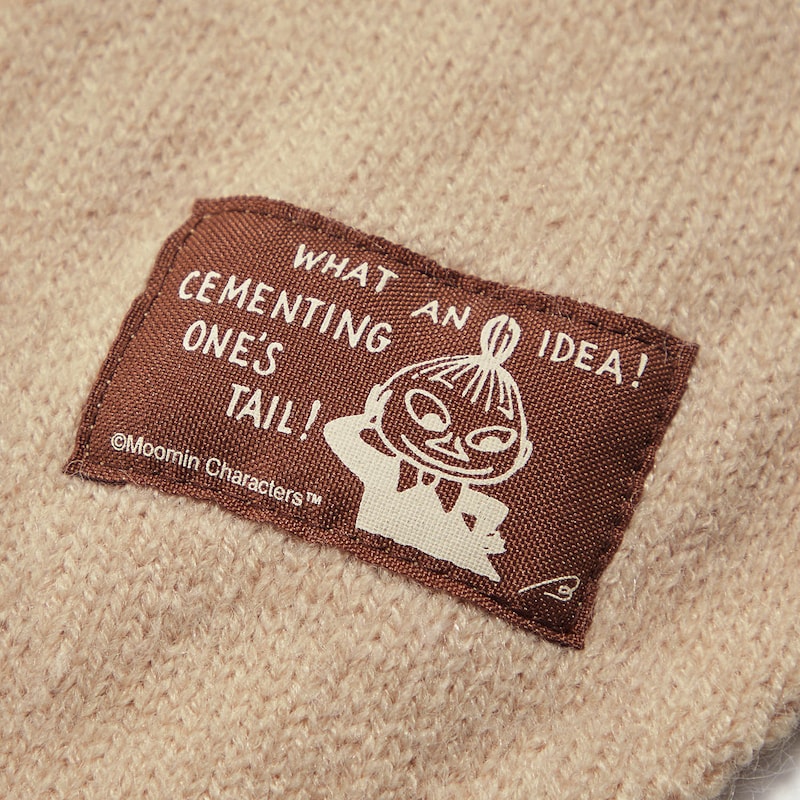 WHAT AN IDEA!
CEMENTING
ONE'S
TAIL!
©Moomin Characters™